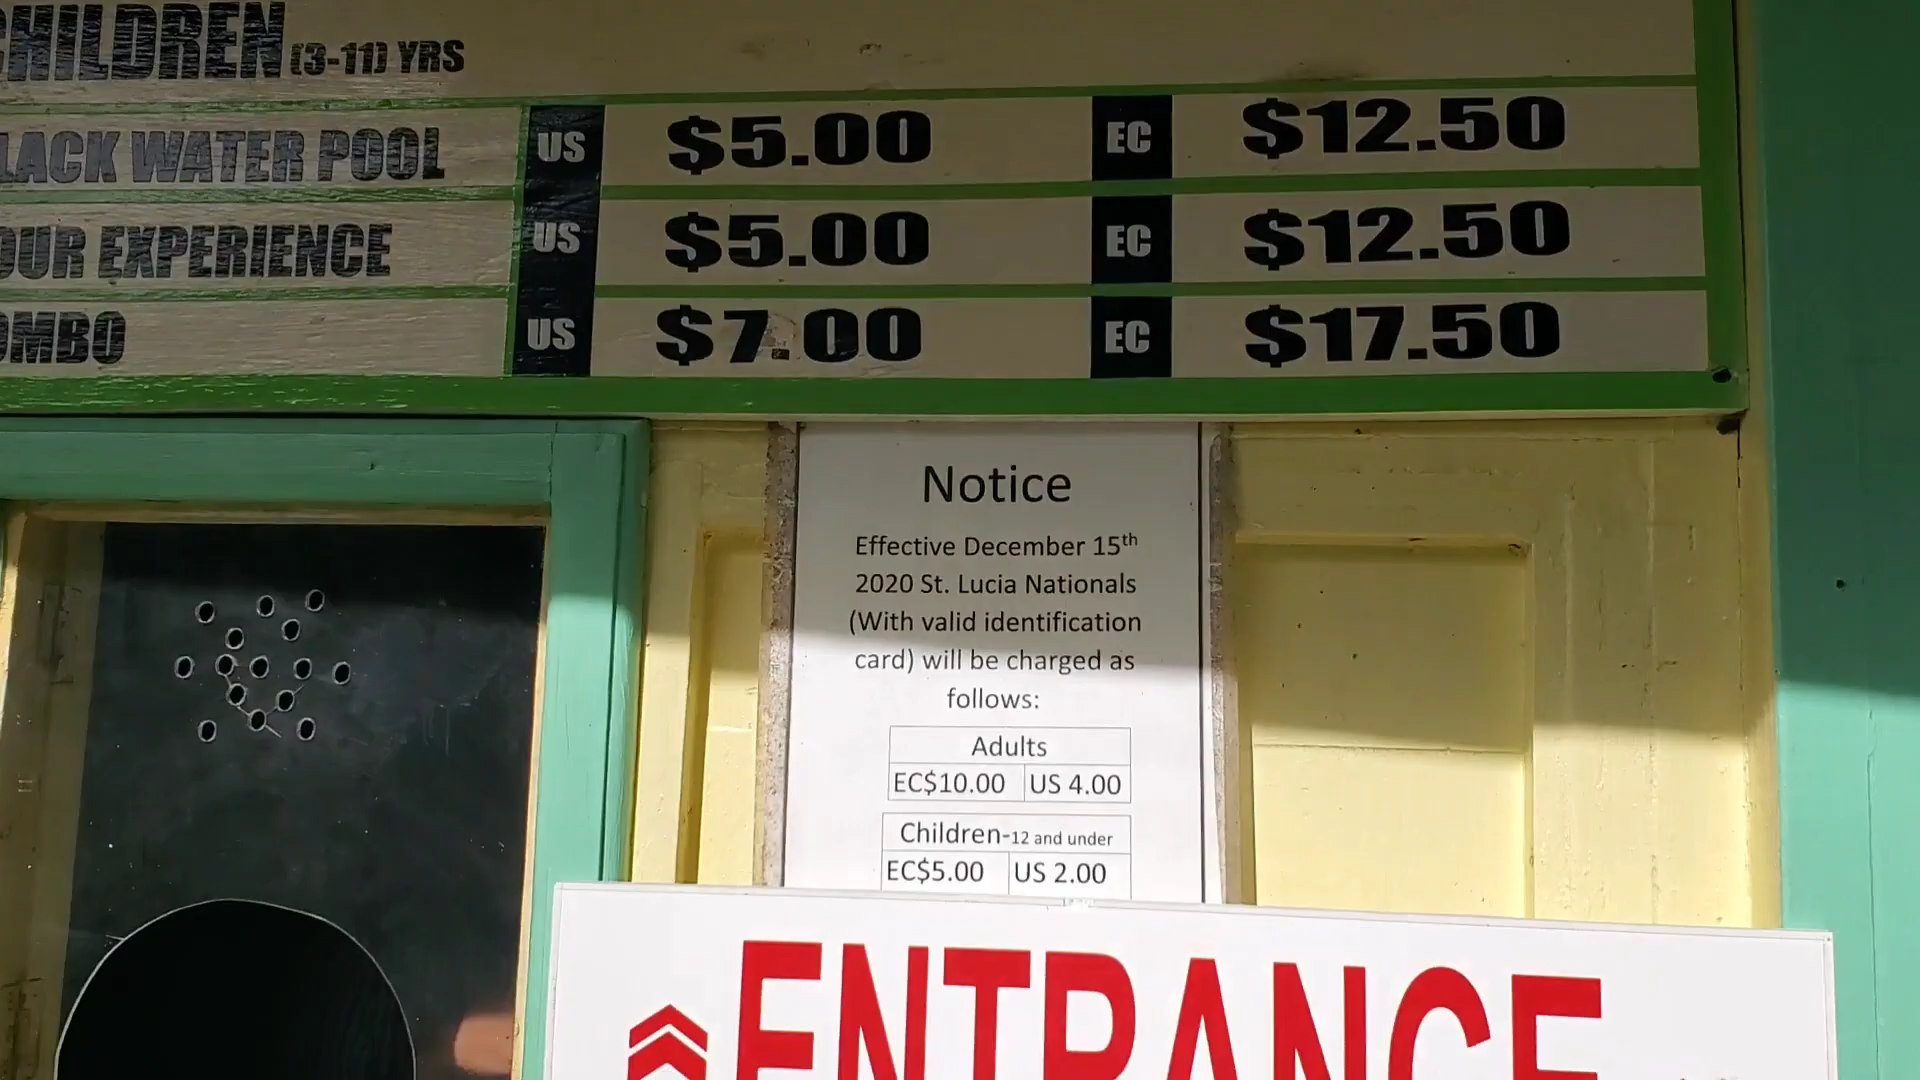 CHILDREN (3-11) YRS
LACK WATER POOL US $5.00 EC $12.50
OUR EXPERIENCE US $5.00 EC $12.50
OMBO US $7.00 EC $17.50
Notice
Effective December 15th
2020 St. Lucia Nationals
(With valid identification
card) will be charged as
follows:
Adults
EC$10.00 US 4.00
Children-12 and under
EC$5.00 US 2.00
ENTRANCE